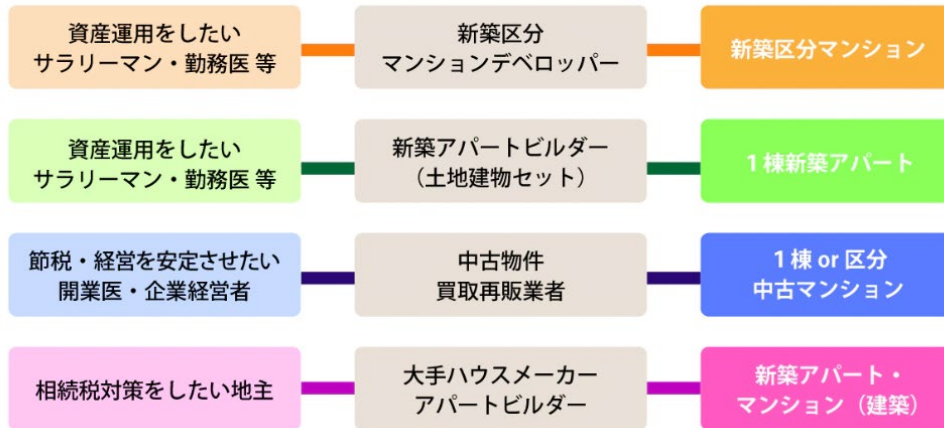 資産運用をしたい
サラリーマン・勤務医 等
新築区分
マンションデベロッパー
新築区分マンション
資産運用をしたい
サラリーマン・勤務医 等
新築アパートビルダー
（土地建物セット）
1棟新築アパート
節税・経営を安定させたい
開業医・企業経営者
中古物件
買取再販業者
1棟 or 区分
中古マンション
相続税対策をしたい地主
大手ハウスメーカー
アパートビルダー
新築アパート・
マンション（建築）